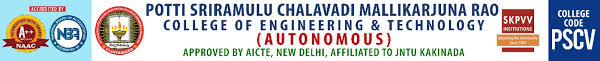 ACCREDITED BY
A++
NAAC
NBA
POTTI SRIRAMULU CHALAVADI MALLIKARJUNA RAO
COLLEGE OF ENGINEERING & TECHNOLOGY
(AUTONOMOUS)
APPROVED BY AICTE, NEW DELHI, AFFILIATED TO JNTU KAKINADA
SKPVV
INSTITUTIONS
COLLEGE
CODE
PSCV